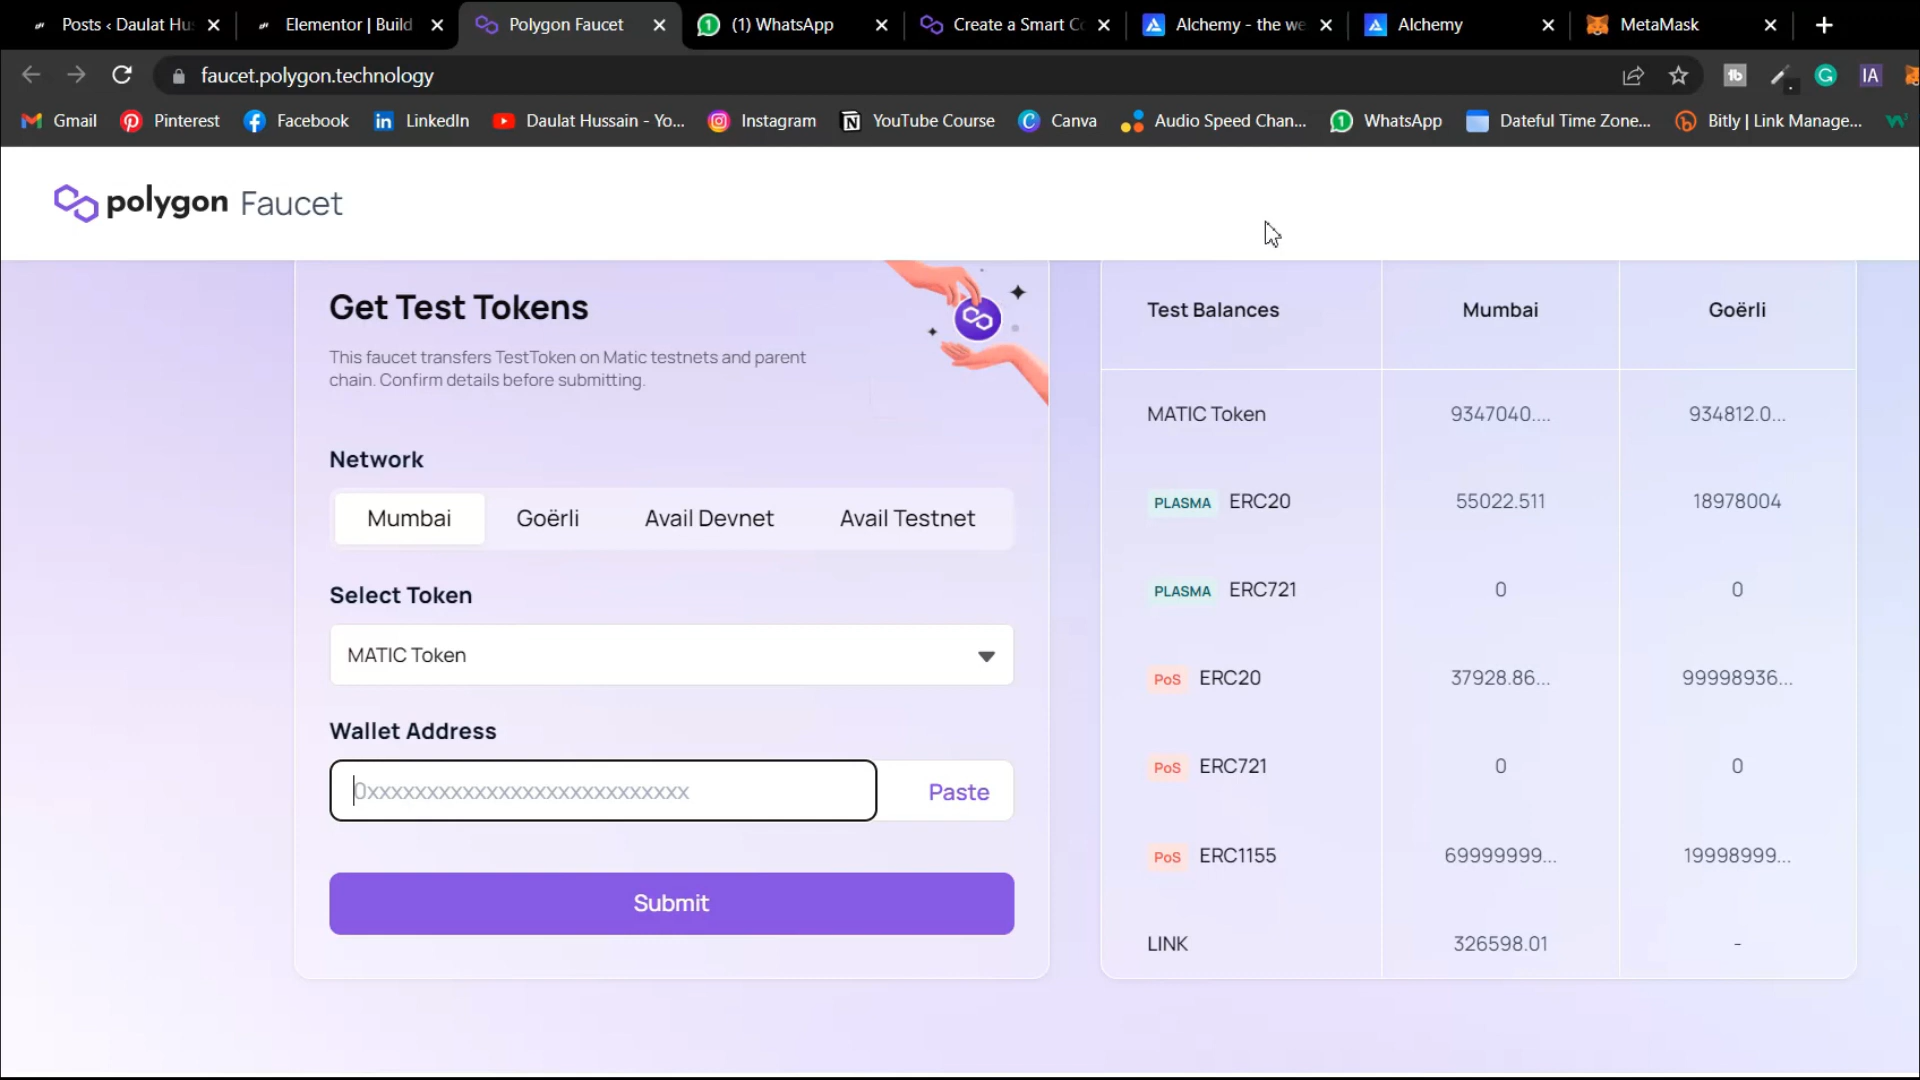 Posts ‹ Daulat Hus
Elementor | Build
Polygon Faucet
(1) WhatsApp
Create a Smart Co
Alchemy - the we
Alchemy
MetaMask
faucet.polygon.technology
Gmail
Pinterest
Facebook
LinkedIn
Daulat Hussain - Yo...
Instagram
YouTube Course
Canva
Audio Speed Chan...
WhatsApp
Dateful Time Zone...
Bitly | Link Manage...
polygon Faucet
Get Test Tokens
This faucet transfers TestToken on Matic testnets and parent
chain. Confirm details before submitting.
Network
Mumbai Goërli Avail Devnet Avail Testnet
Select Token
MATIC Token
Wallet Address
0xxxxxxxxxxxxxxxxxxxxxxxxxxx Paste
Submit
Test Balances Mumbai Goërli
MATIC Token 9347040.... 934812.0...
PLASMA ERC20 55022.511 18978004
PLASMA ERC721 0 0
PoS ERC20 37928.86... 99998936...
PoS ERC721 0 0
PoS ERC1155 69999999... 19998999...
LINK 326598.01 -